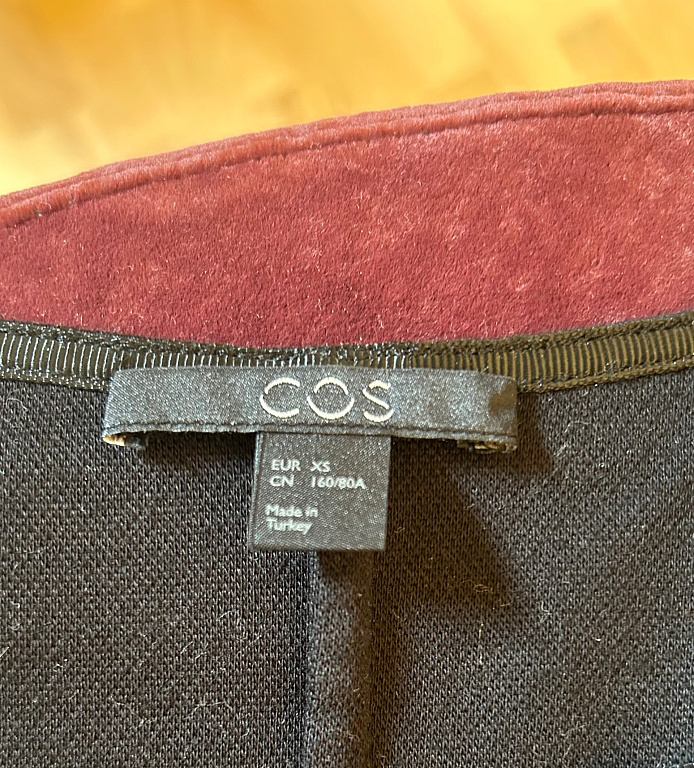 COS
EUR XS
CN 160/80A
Made in
Turkey